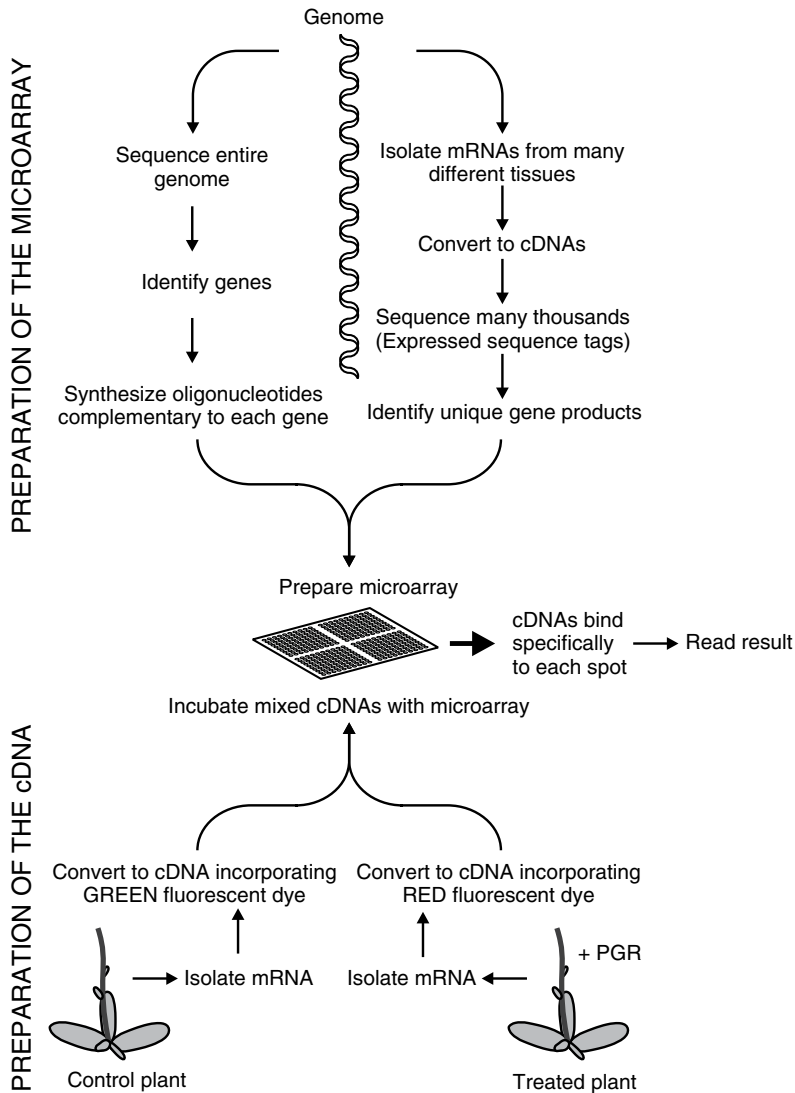 Genome
PREPARATION OF THE MICROARRAY
Sequence entire
genome
Identify genes
Synthesize oligonucleotides
complementary to each gene
Isolate mRNAs from many
different tissues
Convert to cDNAs
Sequence many thousands
(Expressed sequence tags)
Identify unique gene products
Prepare microarray
cDNAs bind
specifically
to each spot
Read result
Incubate mixed cDNAs with microarray
PREPARATION OF THE cDNA
Convert to cDNA incorporating
GREEN fluorescent dye
Isolate mRNA
Control plant
Convert to cDNA incorporating
RED fluorescent dye
Isolate mRNA
+ PGR
Treated plant